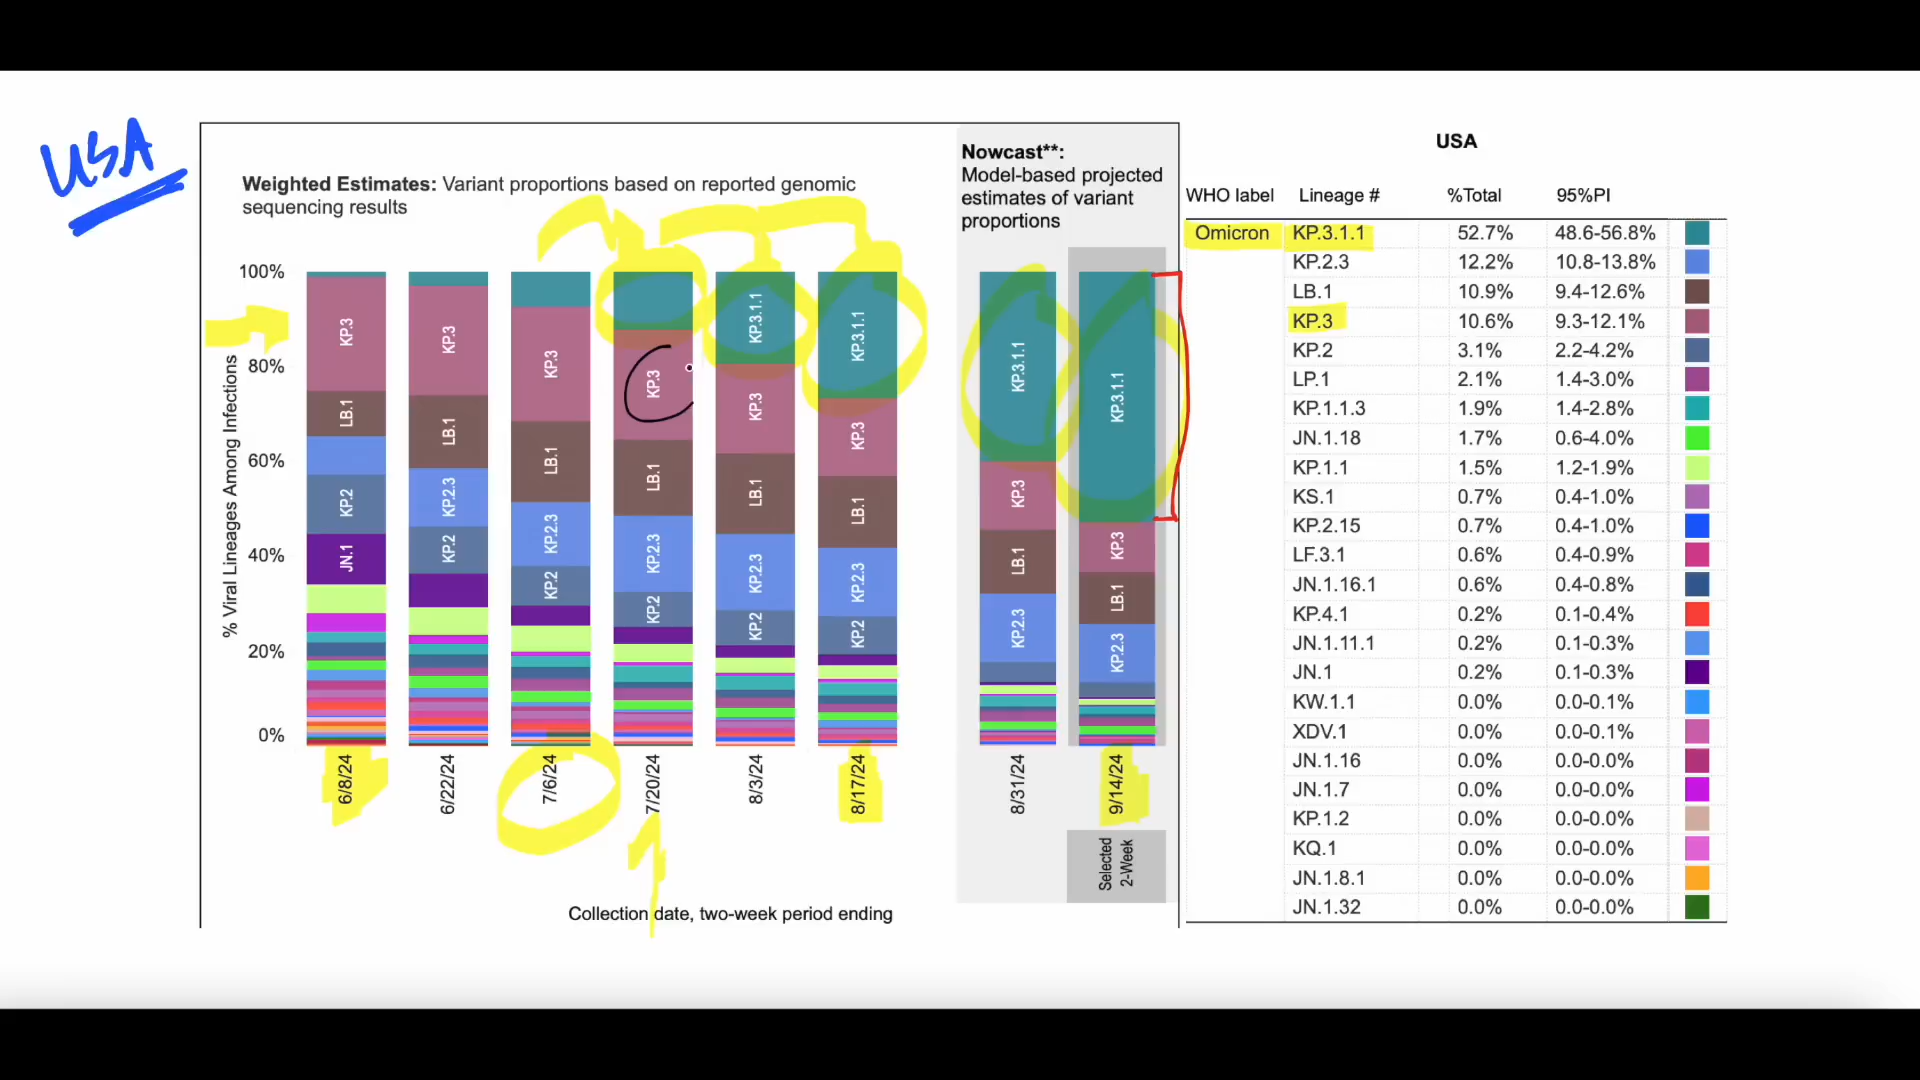 USA
Weighted Estimates: Variant proportions based on reported genomic
sequencing results
Nowcast**:
Model-based projected
estimates of variant
proportions
% Viral Lineages Among Infections
100%
80%
60%
40%
20%
0%
KP.3
LB.1
KP.2
JN.1
KP.3
LB.1
KP.2.3
KP.2
KP.3
LB.1
KP.2.3
KP.2
KP.3
LB.1
KP.2.3
KP.2
KP.3.1.1
KP.3
LB.1
KP.2.3
KP.2
KP.3.1.1
KP.3
LB.1
KP.2.3
KP.2
KP.3.1.1
KP.3
LB.1
KP.2.3
KP.3.1.1
KP.3
LB.1
KP.2.3
6/8/24
6/22/24
7/6/24
7/20/24
8/3/24
8/17/24
8/31/24
9/14/24
Selected
2-Week
Collection date, two-week period ending
USA
WHO label Lineage # %Total 95%PI
Omicron KP.3.1.1 52.7% 48.6-56.8%
KP.2.3 12.2% 10.8-13.8%
LB.1 10.9% 9.4-12.6%
KP.3 10.6% 9.3-12.1%
KP.2 3.1% 2.2-4.2%
LP.1 2.1% 1.4-3.0%
KP.1.1.3 1.9% 1.4-2.8%
JN.1.18 1.7% 0.6-4.0%
KP.1.1 1.5% 1.2-1.9%
KS.1 0.7% 0.4-1.0%
KP.2.15 0.7% 0.4-1.0%
LF.3.1 0.6% 0.4-0.9%
JN.1.16.1 0.6% 0.4-0.8%
KP.4.1 0.2% 0.1-0.4%
JN.1.11.1 0.2% 0.1-0.3%
JN.1 0.2% 0.1-0.3%
KW.1.1 0.0% 0.0-0.1%
XDV.1 0.0% 0.0-0.1%
JN.1.16 0.0% 0.0-0.0%
JN.1.7 0.0% 0.0-0.0%
KP.1.2 0.0% 0.0-0.0%
KQ.1 0.0% 0.0-0.0%
JN.1.8.1 0.0% 0.0-0.0%
JN.1.32 0.0% 0.0-0.0%